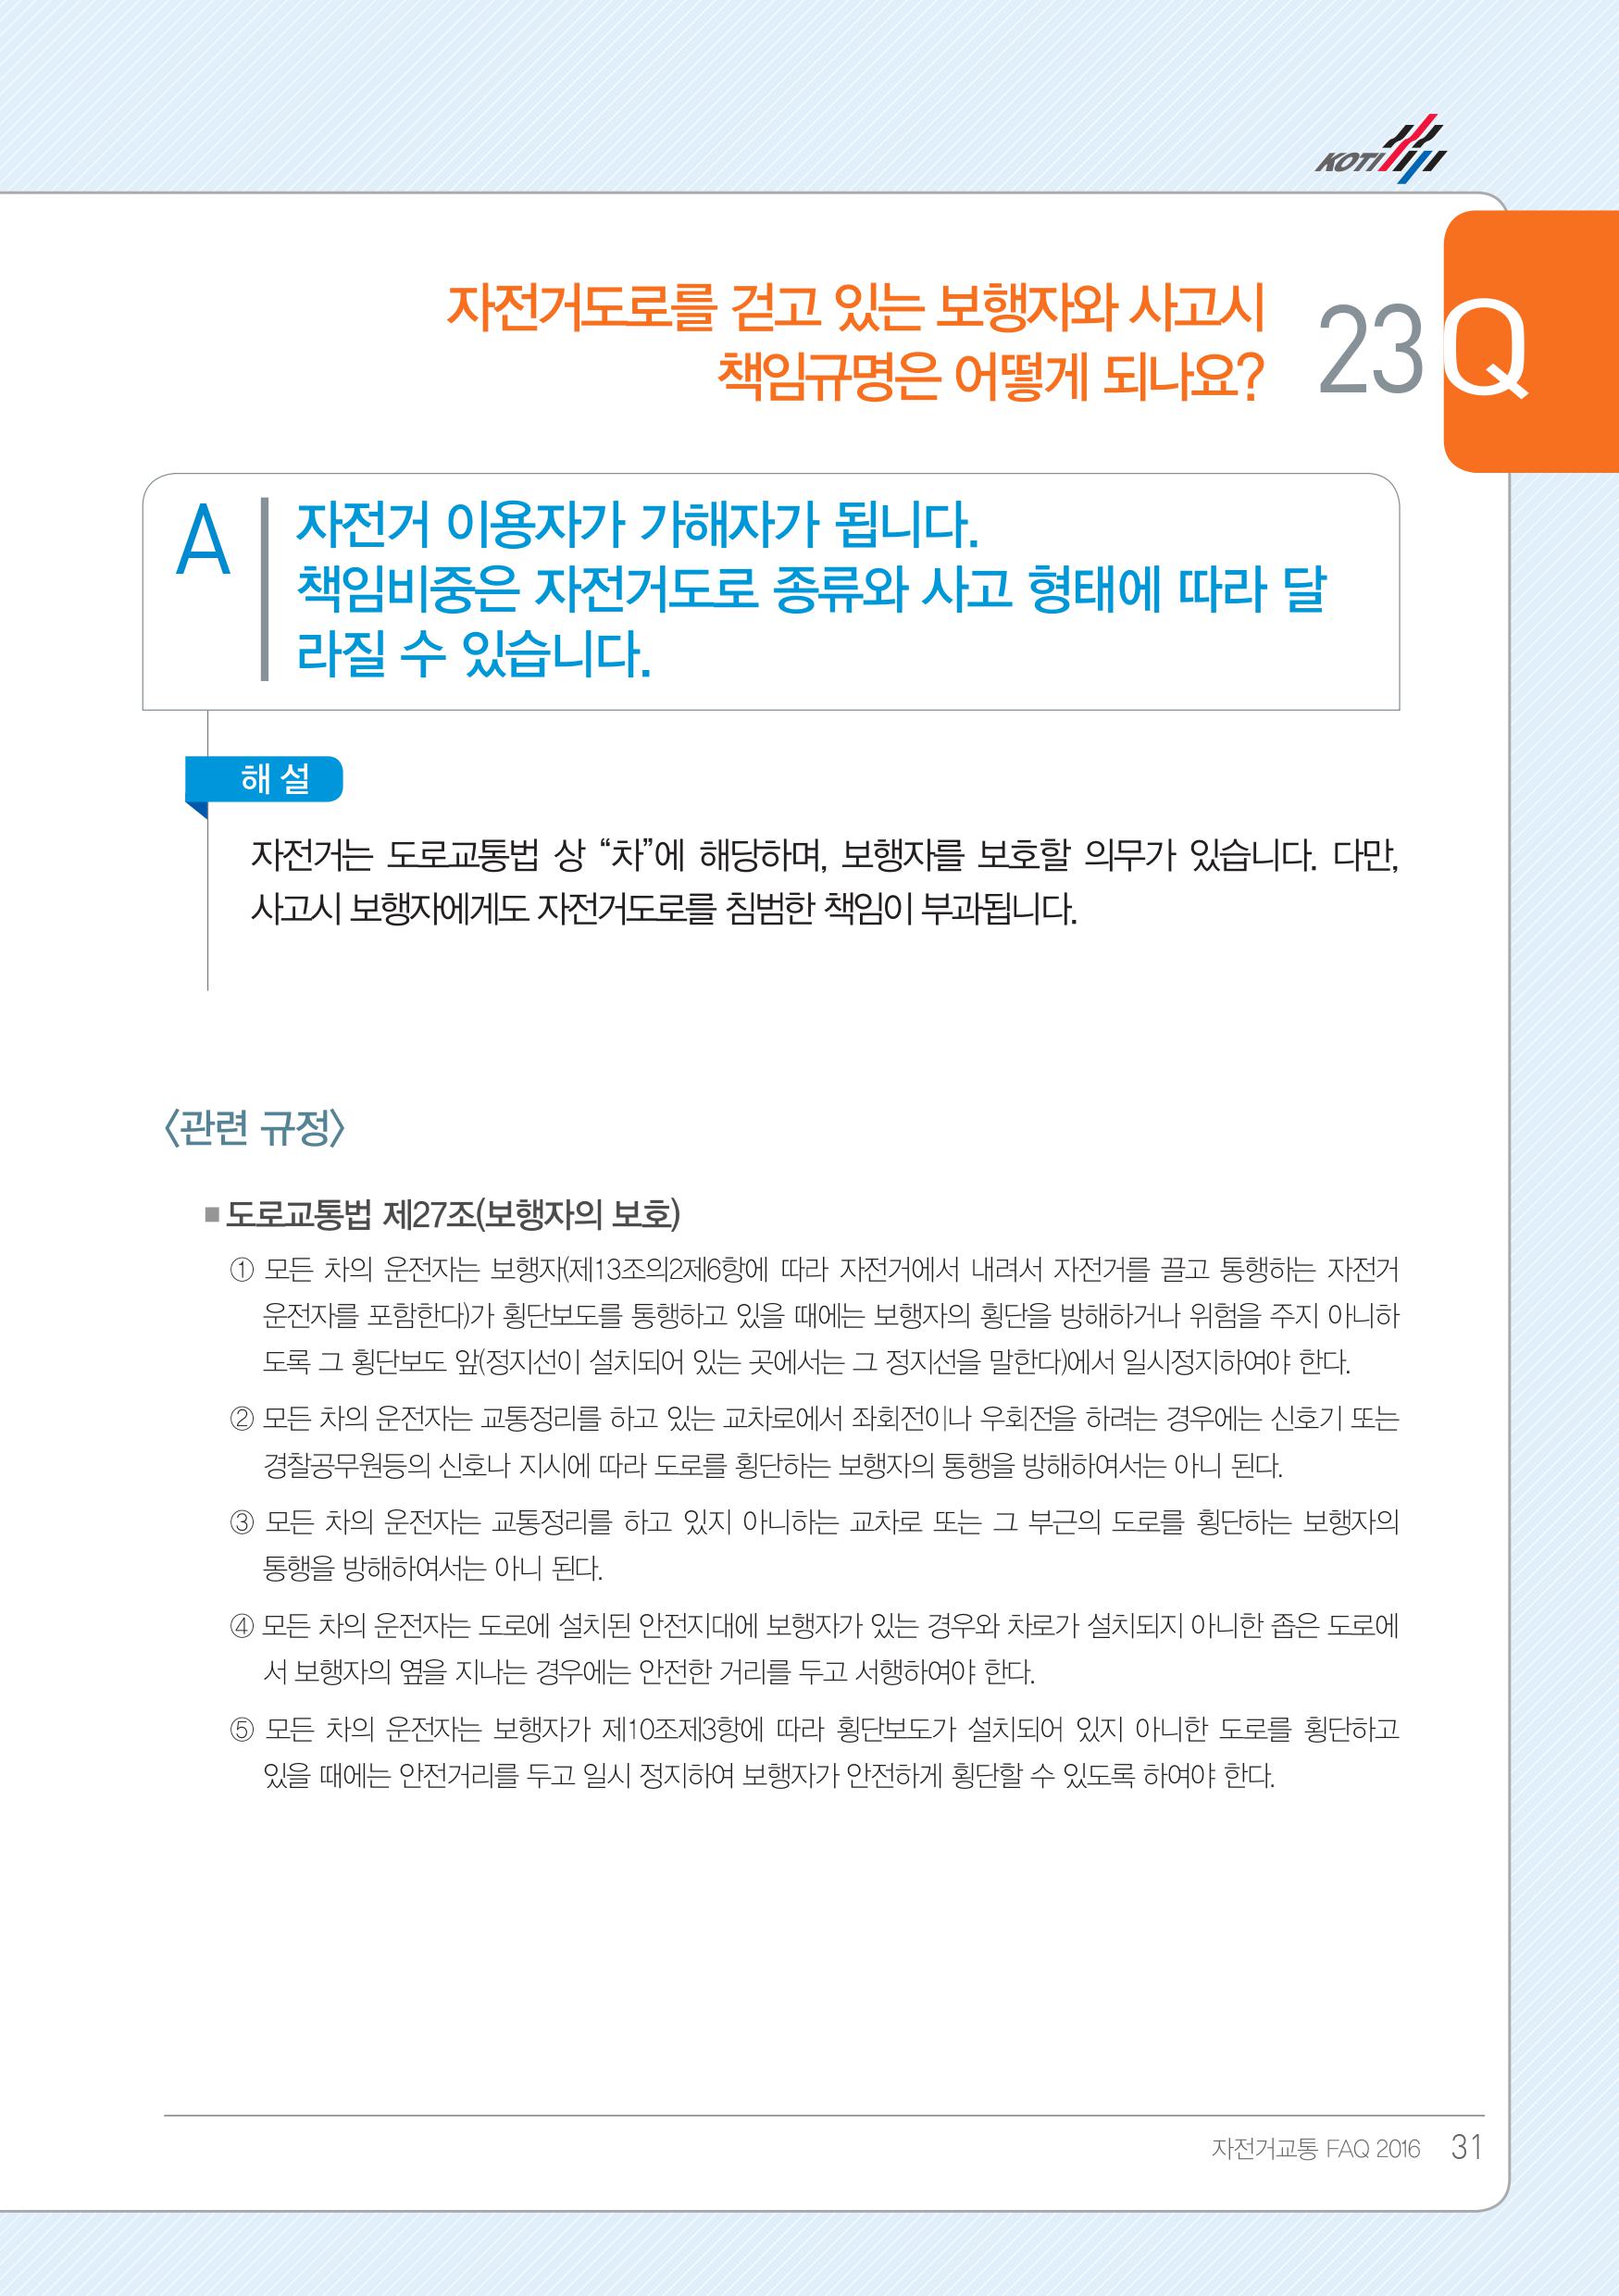 KOTI
자전거도로를 걷고 있는 보행자와 사고시
책임규명은 어떻게 되나요?
23 Q
A
자전거 이용자가 가해자가 됩니다.
책임비중은 자전거도로 종류와 사고 형태에 따라 달
라질 수 있습니다.
해 설
자전거는 도로교통법 상 “차”에 해당하며, 보행자를 보호할 의무가 있습니다. 다만,
사고시 보행자에게도 자전거도로를 침범한 책임이 부과됩니다.
〈관련 규정〉
■ 도로교통법 제27조(보행자의 보호)
① 모든 차의 운전자는 보행자(제13조의2제6항에 따라 자전거에서 내려서 자전거를 끌고 통행하는 자전거
운전자를 포함한다)가 횡단보도를 통행하고 있을 때에는 보행자의 횡단을 방해하거나 위험을 주지 아니하
도록 그 횡단보도 앞(정지선이 설치되어 있는 곳에서는 그 정지선을 말한다)에서 일시정지하여야 한다.
② 모든 차의 운전자는 교통정리를 하고 있는 교차로에서 좌회전이나 우회전을 하려는 경우에는 신호기 또는
경찰공무원등의 신호나 지시에 따라 도로를 횡단하는 보행자의 통행을 방해하여서는 아니 된다.
③ 모든 차의 운전자는 교통정리를 하고 있지 아니하는 교차로 또는 그 부근의 도로를 횡단하는 보행자의
통행을 방해하여서는 아니 된다.
④ 모든 차의 운전자는 도로에 설치된 안전지대에 보행자가 있는 경우와 차로가 설치되지 아니한 좁은 도로에
서 보행자의 옆을 지나는 경우에는 안전한 거리를 두고 서행하여야 한다.
⑤ 모든 차의 운전자는 보행자가 제10조제3항에 따라 횡단보도가 설치되어 있지 아니한 도로를 횡단하고
있을 때에는 안전거리를 두고 일시 정지하여 보행자가 안전하게 횡단할 수 있도록 하여야 한다.
자전거교통 FAQ 2016 31